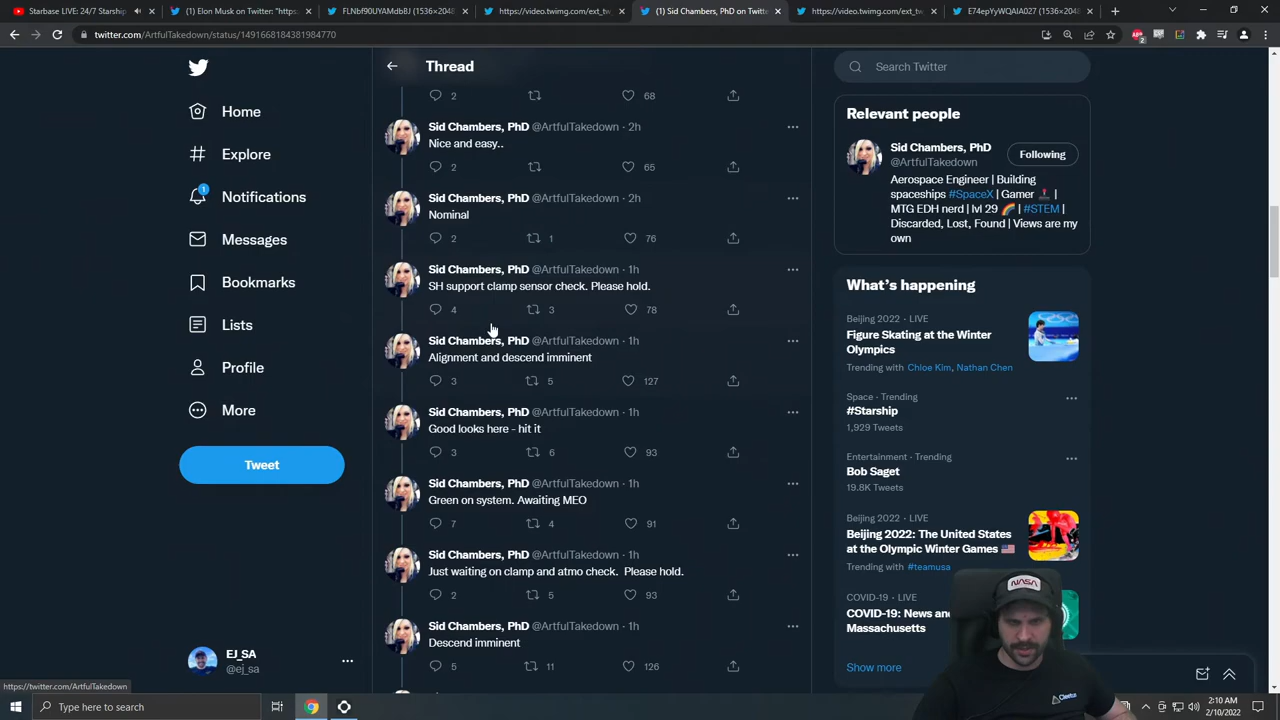 Starbase LIVE: 24/7 Starship
(1) Elon Musk on Twitter: "https:
FLNbf90UYAMdbBJ (1536×2048
https://video.twimg.com/ext_tw
(1) Sid Chambers, PhD on Twitte
https://video.twimg.com/ext_tw
E74epYyWQAIA027 (1536×2048
twitter.com/ArtfulTakedown/status/1491668184381984770
2
Home
Explore
1
Notifications
Messages
Bookmarks
Lists
Profile
More
Tweet
EJ_SA
@ej_sa
Thread
2 68
Sid Chambers, PhD @ArtfulTakedown · 2h
Nice and easy..
2 65
Sid Chambers, PhD @ArtfulTakedown · 2h
Nominal
2 1 76
Sid Chambers, PhD @ArtfulTakedown · 1h
SH support clamp sensor check. Please hold.
4 3 78
Sid Chambers, PhD @ArtfulTakedown · 1h
Alignment and descend imminent
3 5 127
Sid Chambers, PhD @ArtfulTakedown · 1h
Good looks here - hit it
3 6 93
Sid Chambers, PhD @ArtfulTakedown · 1h
Green on system. Awaiting MEO
7 4 91
Sid Chambers, PhD @ArtfulTakedown · 1h
Just waiting on clamp and atmo check. Please hold.
2 5 93
Sid Chambers, PhD @ArtfulTakedown · 1h
Descend imminent
5 11 126
Search Twitter
Relevant people
Sid Chambers, PhD
@ArtfulTakedown
Following
Aerospace Engineer | Building
spaceships #SpaceX | Gamer |
MTG EDH nerd | lvl 29 | #STEM |
Discarded, Lost, Found | Views are my
own
What's happening
Beijing 2022 · LIVE
Figure Skating at the Winter
Olympics
Trending with Chloe Kim, Nathan Chen
Space · Trending
#Starship
1,929 Tweets
Entertainment · Trending
Bob Saget
19.8K Tweets
Beijing 2022 · LIVE
Beijing 2022: The United States
at the Olympic Winter Games
Trending with #teamusa
COVID-19 · LIVE
COVID-19: News an
Massachusetts
Show more
NASA
https://twitter.com/ArtfulTakedown
Type here to search
2:10 AM
2/10/2022